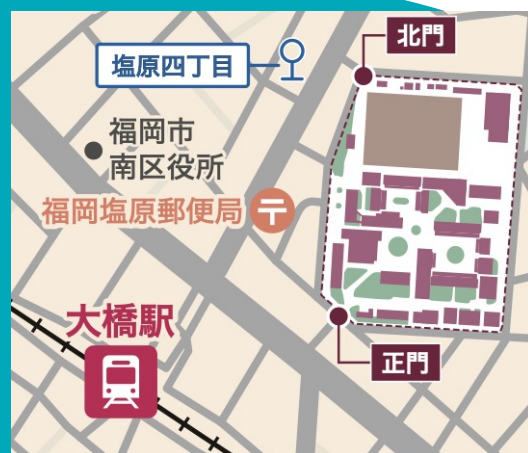 北門
塩原四丁目
福岡市
南区役所
福岡塩原郵便局
大橋駅
正門